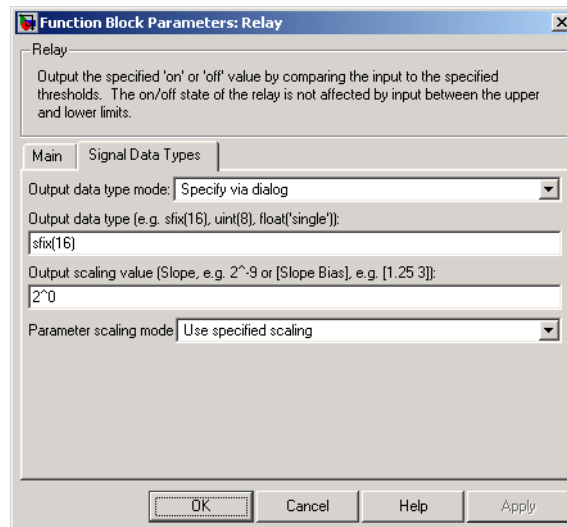 Function Block Parameters: Relay
Relay
Output the specified 'on' or 'off' value by comparing the input to the specified
thresholds. The on/off state of the relay is not affected by input between the upper
and lower limits.
Main Signal Data Types
Output data type mode: Specify via dialog
Output data type (e.g. sfix(16), uint(8), float('single')):
sfix(16)
Output scaling value (Slope, e.g. 2^-9 or [Slope Bias], e.g. [1.25 3]):
2^0
Parameter scaling mode Use specified scaling
OK Cancel Help Apply